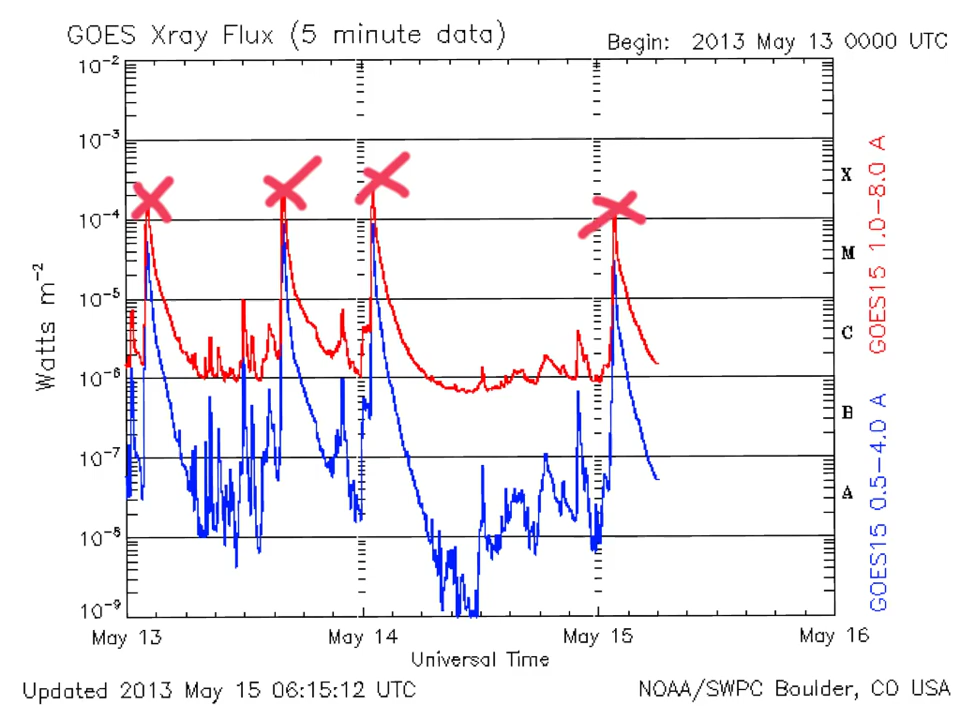 GOES Xray Flux (5 minute data)
Begin: 2013 May 13 0000 UTC
10⁻²
10⁻³
10⁻⁴
10⁻⁵
10⁻⁶
10⁻⁷
10⁻⁸
10⁻⁹
Watts m⁻²
X
M
C
B
A
GOES15 1.0–8.0 A
GOES15 0.5–4.0 A
May 13
May 14
May 15
May 16
Universal Time
Updated 2013 May 15 06:15:12 UTC
NOAA/SWPC Boulder, CO USA